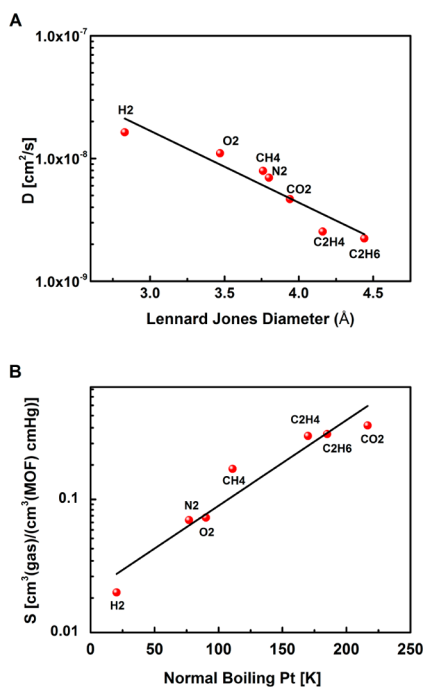 A
1.0x10⁻⁷
H2
O2
CH4
N2
1.0x10⁻⁸
CO2
C2H4
C2H6
1.0x10⁻⁹
D [cm²/s]
3.0 3.5 4.0 4.5
Lennard Jones Diameter (Å)
B
C2H4
C2H6
CO2
CH4
N2
0.1
O2
H2
0.01
S [cm³(gas)/(cm³(MOF) cmHg)]
0 50 100 150 200 250
Normal Boiling Pt [K]